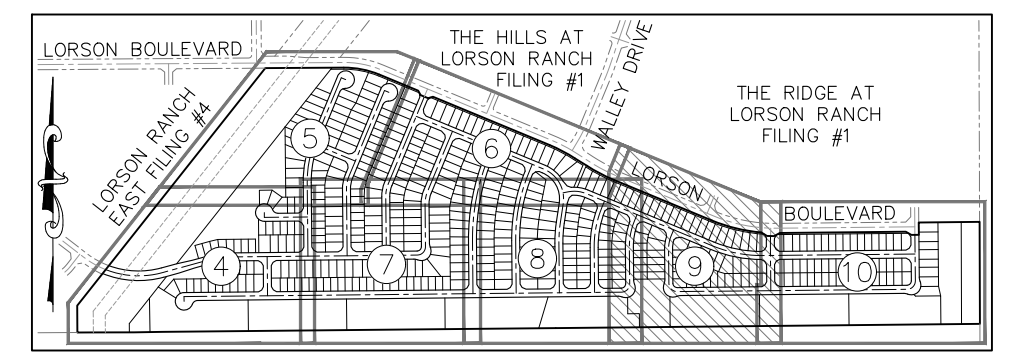 LORSON BOULEVARD
THE HILLS AT
LORSON RANCH
FILING #1
WALLEY DRIVE
THE RIDGE AT
LORSON RANCH
FILING #1
LORSON RANCH
EAST FILING #4
5
6
LORSON
BOULEVARD
4
7
8
9
10